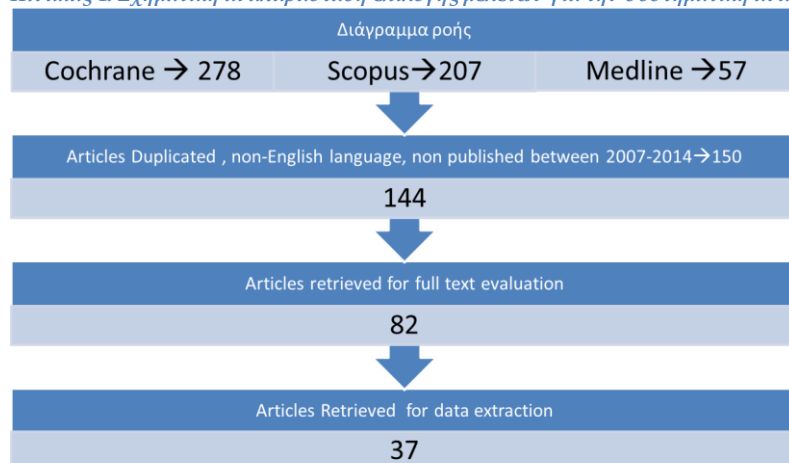 Διάγραμμα ροής
Cochrane → 278 Scopus→207 Medline →57
Articles Duplicated , non-English language, non published between 2007-2014→150
144
Articles retrieved for full text evaluation
82
Articles Retrieved for data extraction
37